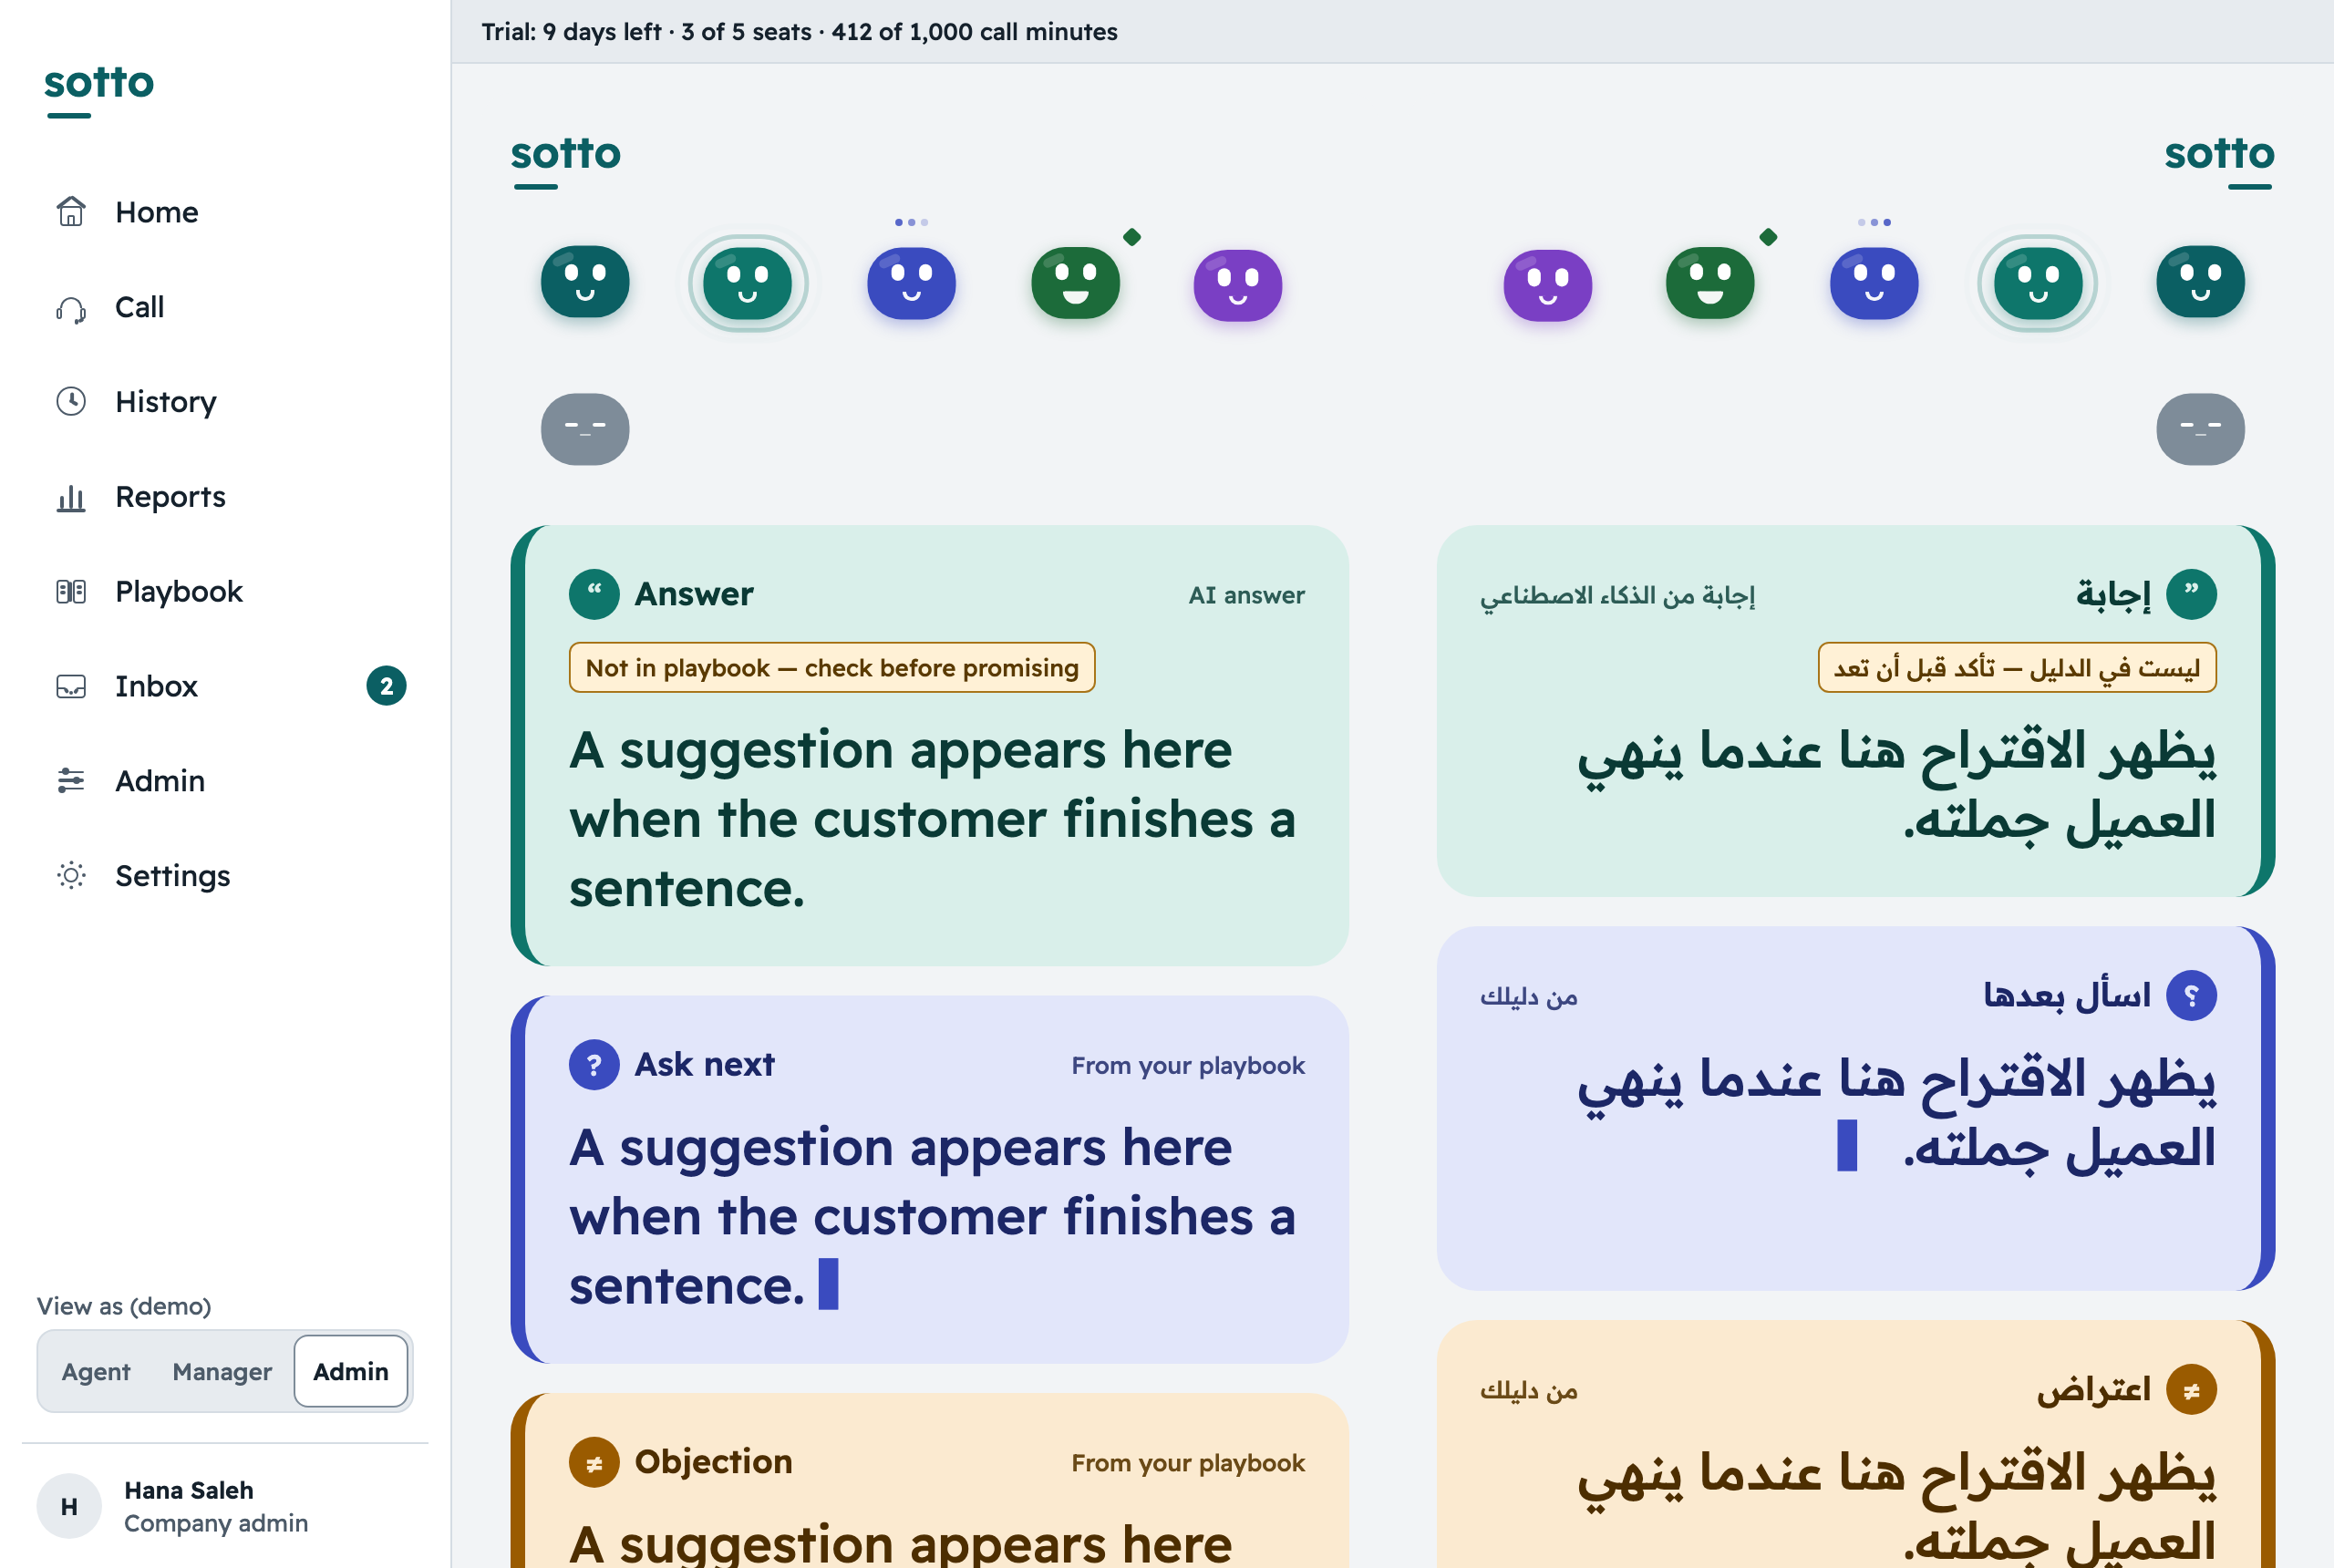 sotto
Home
Call
History
Reports
Playbook
Inbox 2
Admin
Settings
View as (demo)
Agent Manager Admin
H
Hana Saleh
Company admin
Trial: 9 days left · 3 of 5 seats · 412 of 1,000 call minutes
sotto
“ Answer AI answer
Not in playbook — check before promising
A suggestion appears here
when the customer finishes a
sentence.
? Ask next From your playbook
A suggestion appears here
when the customer finishes a
sentence.
≠ Objection From your playbook
A suggestion appears here
sotto
” إجابة إجابة من الذكاء الاصطناعي
ليست في الدليل — تأكد قبل أن تعد
يظهر الاقتراح هنا عندما ينهي
العميل جملته.
؟ اسأل بعدها من دليلك
يظهر الاقتراح هنا عندما ينهي
العميل جملته.
≠ اعتراض من دليلك
يظهر الاقتراح هنا عندما ينهي
العميل جملته.